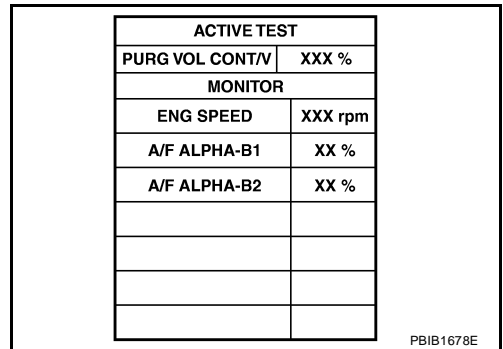 ACTIVE TEST
PURG VOL CONT/V XXX %
MONITOR
ENG SPEED XXX rpm
A/F ALPHA-B1 XX %
A/F ALPHA-B2 XX %
PBIB1678E